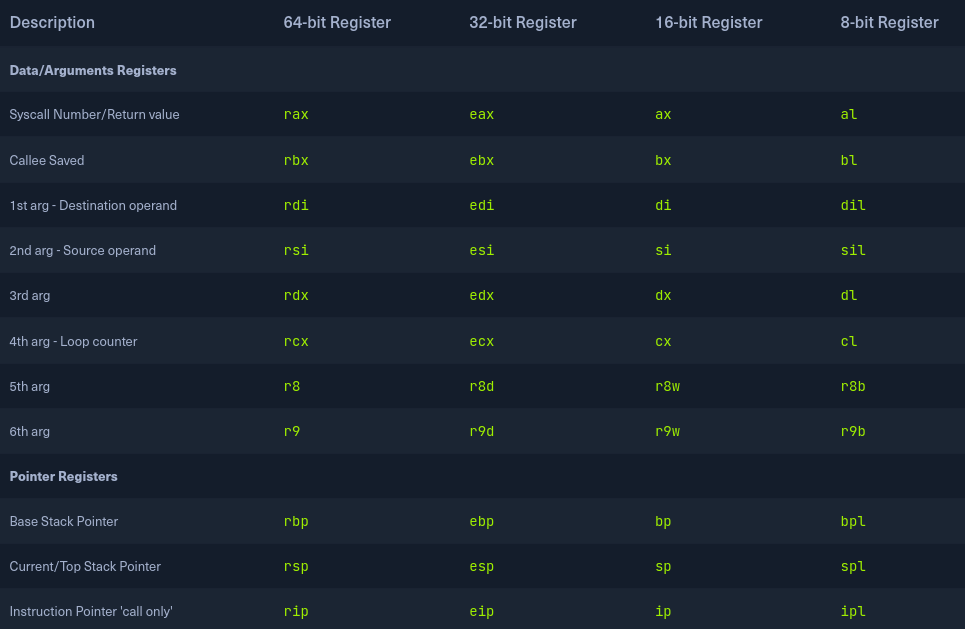 Description 64-bit Register 32-bit Register 16-bit Register 8-bit Register
Data/Arguments Registers
Syscall Number/Return value rax eax ax al
Callee Saved rbx ebx bx bl
1st arg - Destination operand rdi edi di dil
2nd arg - Source operand rsi esi si sil
3rd arg rdx edx dx dl
4th arg - Loop counter rcx ecx cx cl
5th arg r8 r8d r8w r8b
6th arg r9 r9d r9w r9b
Pointer Registers
Base Stack Pointer rbp ebp bp bpl
Current/Top Stack Pointer rsp esp sp spl
Instruction Pointer 'call only' rip eip ip ipl